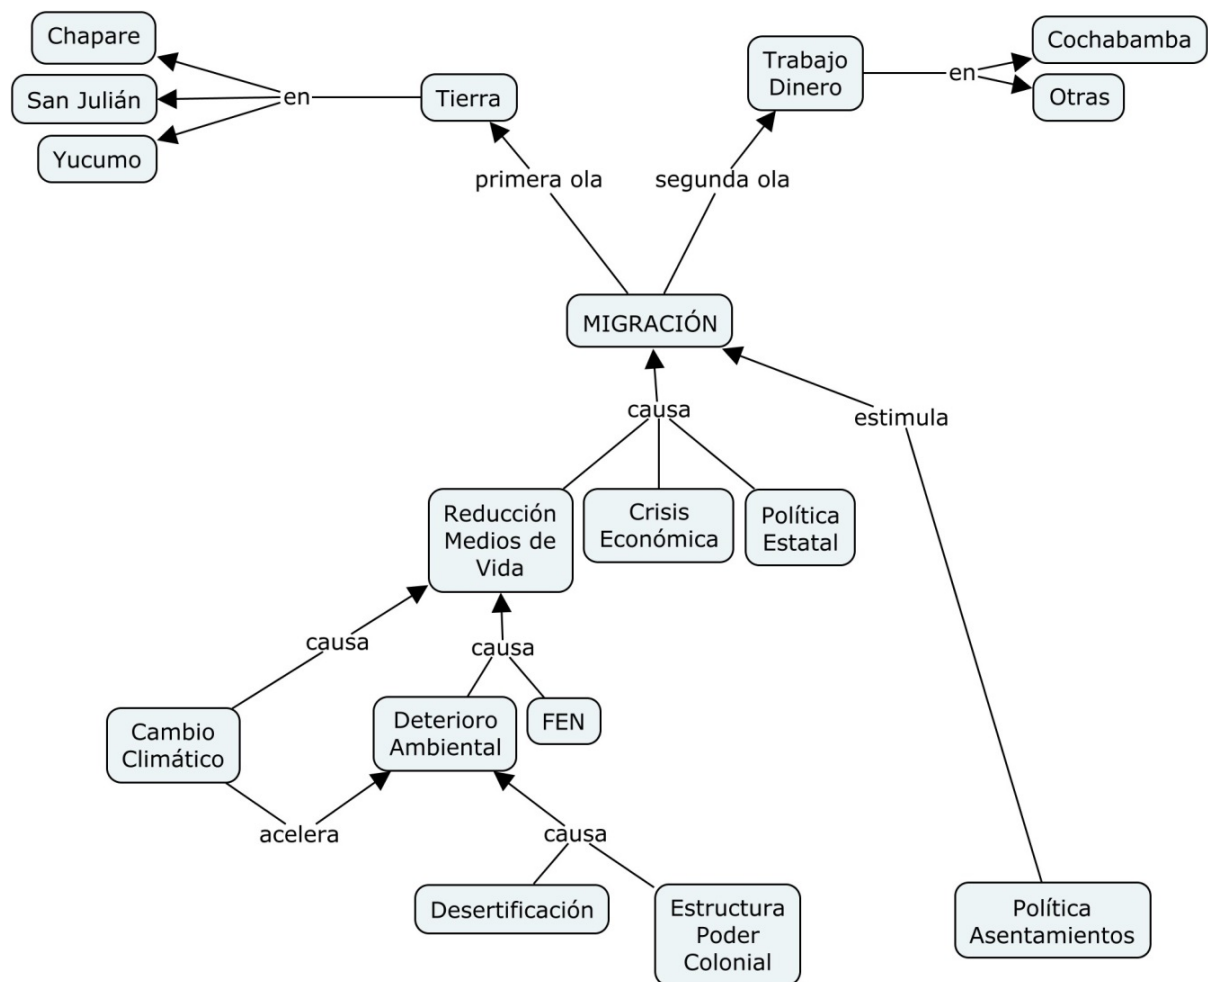 Chapare
San Julián
Yucumo
en
Tierra
Trabajo
Dinero
en
Cochabamba
Otras
primera ola
segunda ola
MIGRACIÓN
causa
estimula
Reducción
Medios de
Vida
Crisis
Económica
Política
Estatal
causa
causa
Cambio
Climático
Deterioro
Ambiental
FEN
acelera
causa
Desertificación
Estructura
Poder
Colonial
Política
Asentamientos